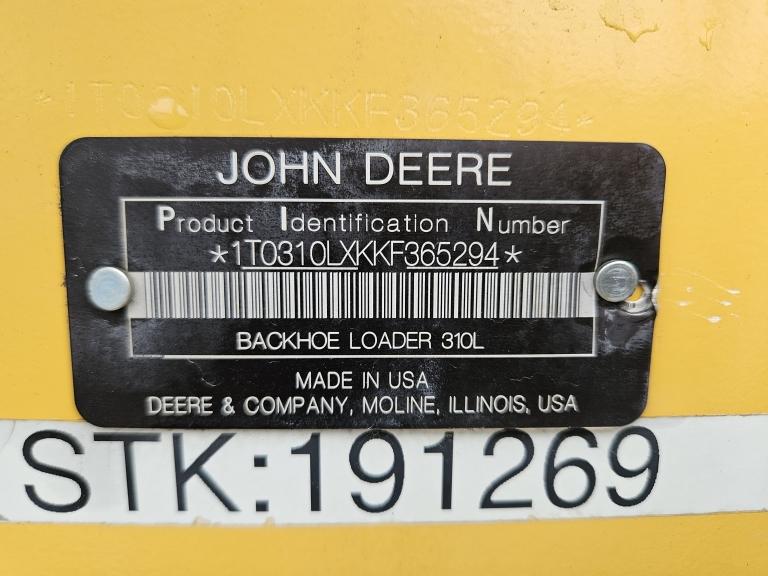 *1T0310LXKKF365294*
JOHN DEERE
Product Identification Number
*1T0310LXKKF365294*
BACKHOE LOADER 310L
MADE IN USA
DEERE & COMPANY, MOLINE, ILLINOIS, USA
STK:191269